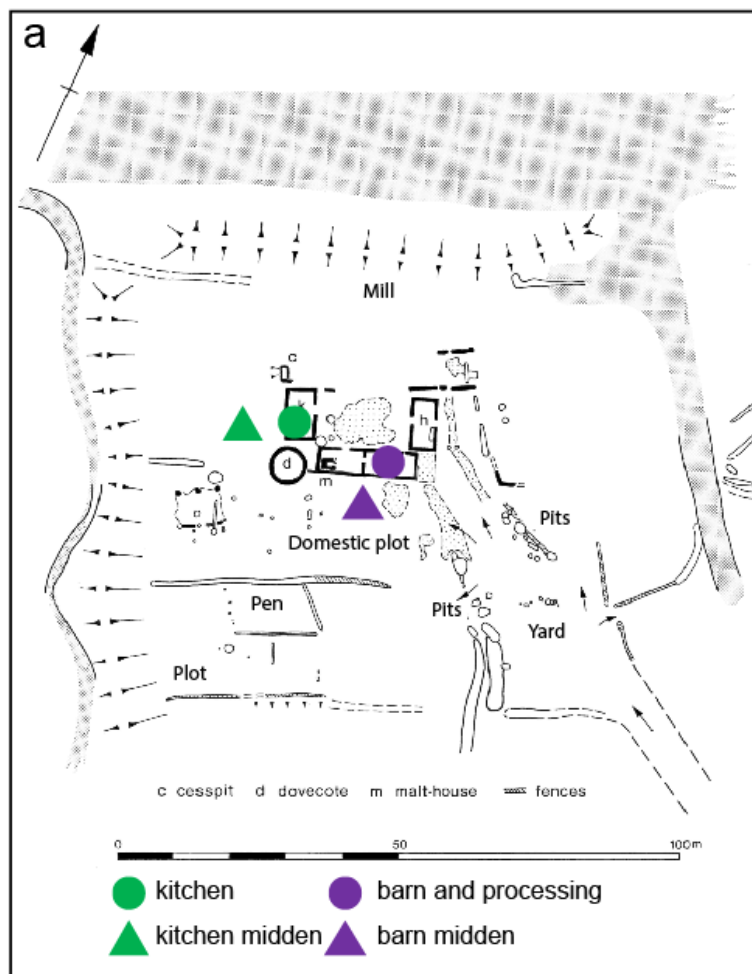 a
Mill
c
k
h
d
m
Pits
Domestic plot
Pen
Pits
Yard
Plot
c cesspit d dovecote m malt-house fences
0 50 100m
kitchen barn and processing
kitchen midden barn midden